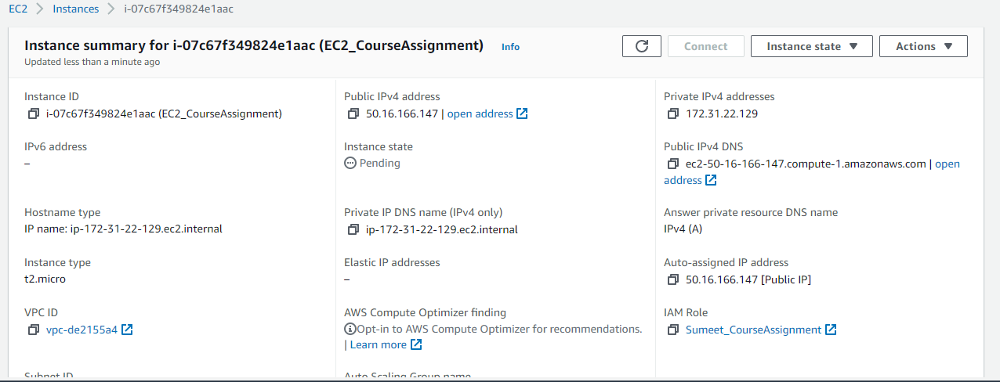 EC2 > Instances > i-07c67f349824e1aac
Instance summary for i-07c67f349824e1aac (EC2_CourseAssignment) Info
Updated less than a minute ago
Connect
Instance state
Actions
Instance ID
i-07c67f349824e1aac (EC2_CourseAssignment)
Public IPv4 address
50.16.166.147 | open address
Private IPv4 addresses
172.31.22.129
IPv6 address
–
Instance state
Pending
Public IPv4 DNS
ec2-50-16-166-147.compute-1.amazonaws.com | open
address
Hostname type
IP name: ip-172-31-22-129.ec2.internal
Private IP DNS name (IPv4 only)
ip-172-31-22-129.ec2.internal
Answer private resource DNS name
IPv4 (A)
Instance type
t2.micro
Elastic IP addresses
–
Auto-assigned IP address
50.16.166.147 [Public IP]
VPC ID
vpc-de2155a4
AWS Compute Optimizer finding
Opt-in to AWS Compute Optimizer for recommendations.
| Learn more
IAM Role
Sumeet_CourseAssignment
Subnet ID
Auto Scaling Group name